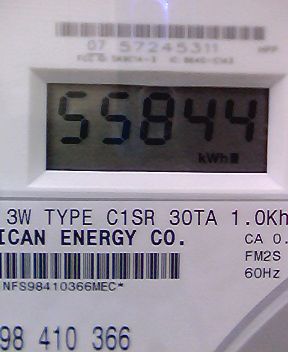 07 57245311
55844
kWh
3W TYPE C1SR 30TA 1.0Kh
ICAN ENERGY CO.
CA 0.
FM2S
60Hz
NFS98410366MEC*
98 410 366